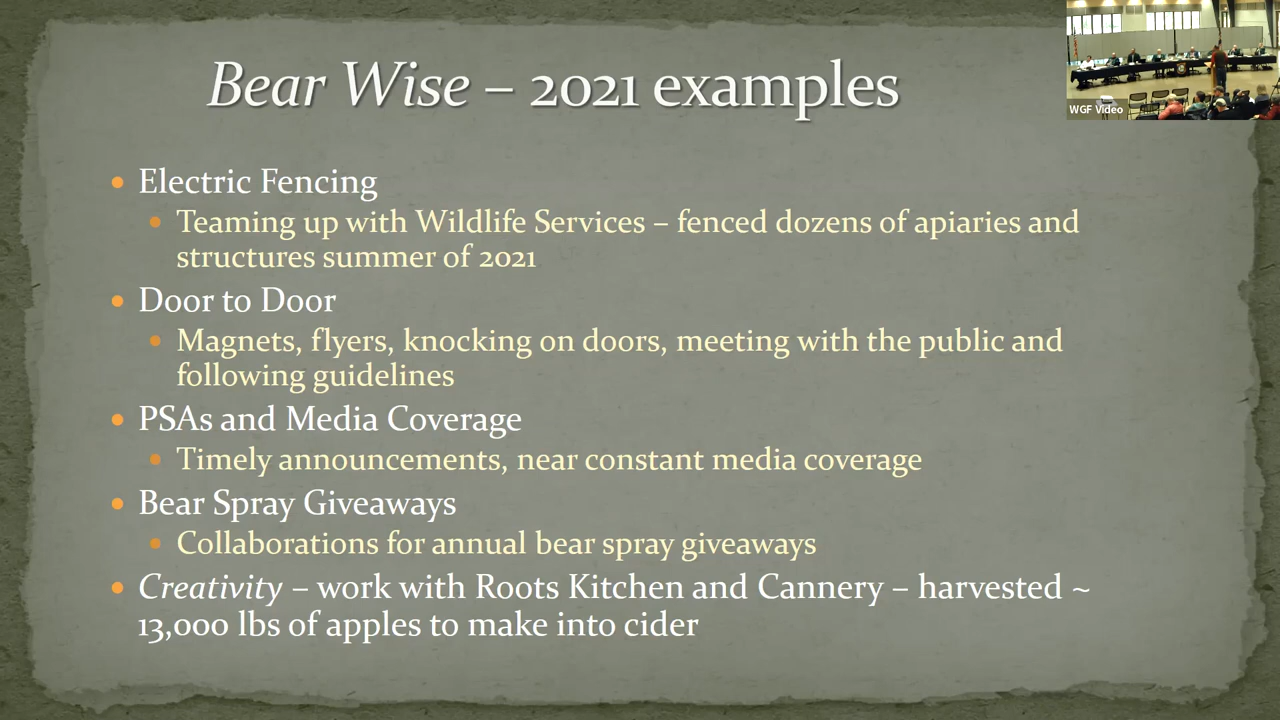 Bear Wise – 2021 examples
WGF Video
• Electric Fencing
• Teaming up with Wildlife Services – fenced dozens of apiaries and
structures summer of 2021
• Door to Door
• Magnets, flyers, knocking on doors, meeting with the public and
following guidelines
• PSAs and Media Coverage
• Timely announcements, near constant media coverage
• Bear Spray Giveaways
• Collaborations for annual bear spray giveaways
• Creativity – work with Roots Kitchen and Cannery – harvested ~
13,000 lbs of apples to make into cider